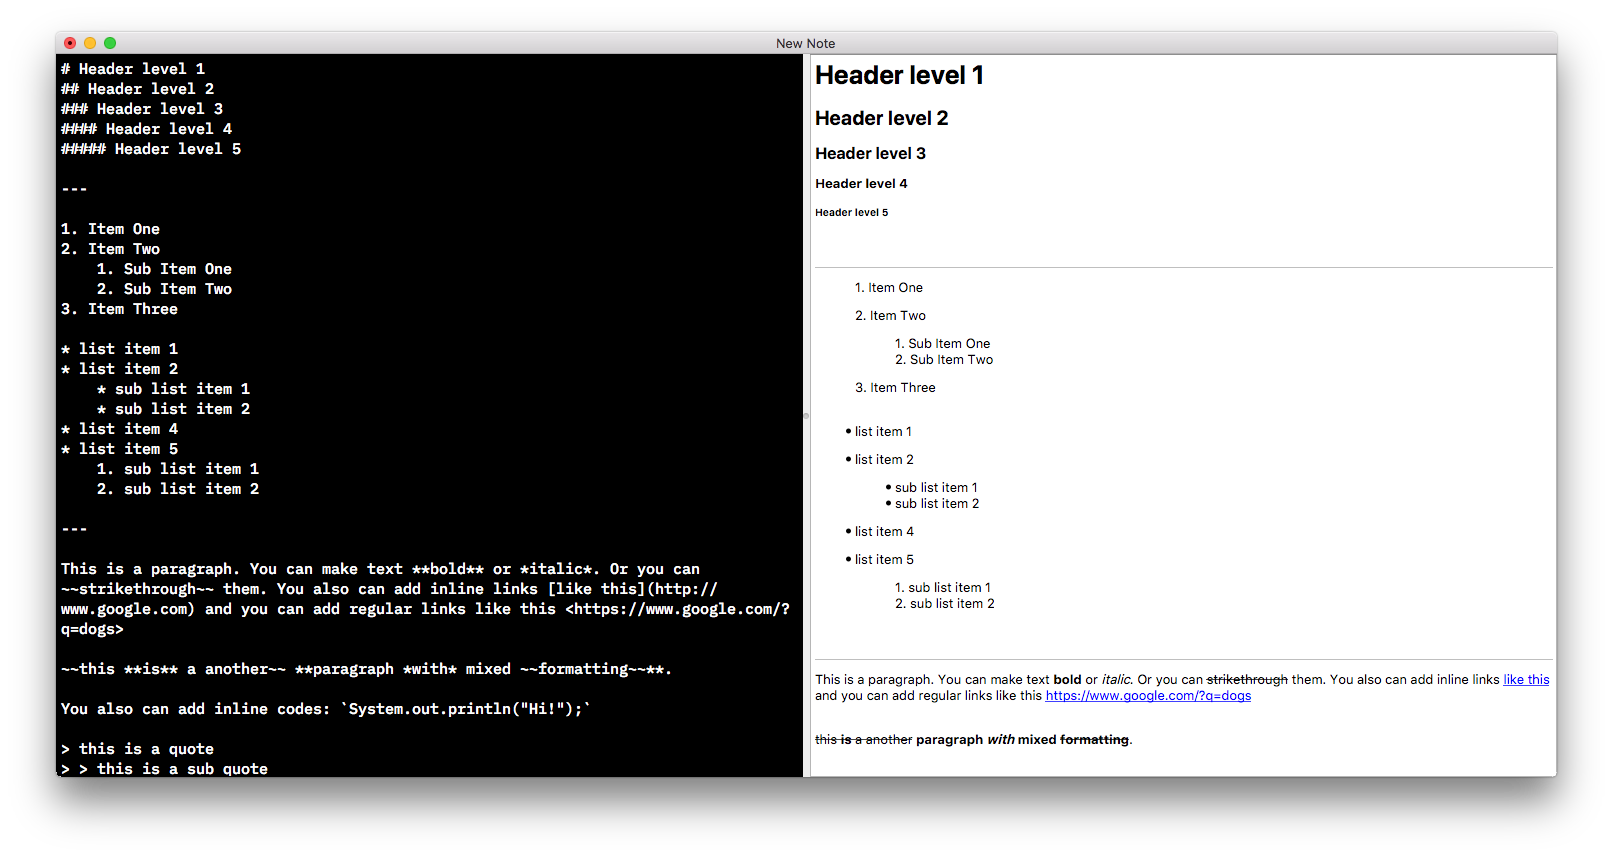 New Note
# Header level 1
## Header level 2
### Header level 3
#### Header level 4
##### Header level 5
---
1. Item One
2. Item Two
    1. Sub Item One
    2. Sub Item Two
3. Item Three
* list item 1
* list item 2
    * sub list item 1
    * sub list item 2
* list item 4
* list item 5
    1. sub list item 1
    2. sub list item 2
---
This is a paragraph. You can make text **bold** or *italic*. Or you can
~~strikethrough~~ them. You also can add inline links [like this](http://
www.google.com) and you can add regular links like this <https://www.google.com/?
q=dogs>
~~this **is** a another~~ **paragraph *with* mixed ~~formatting~~**.
You also can add inline codes: `System.out.println("Hi!");`
> this is a quote
> > this is a sub quote
Header level 1
Header level 2
Header level 3
Header level 4
Header level 5
1. Item One
2. Item Two
1. Sub Item One
2. Sub Item Two
3. Item Three
• list item 1
• list item 2
• sub list item 1
• sub list item 2
• list item 4
• list item 5
1. sub list item 1
2. sub list item 2
This is a paragraph. You can make text bold or italic. Or you can strikethrough them. You also can add inline links like this
and you can add regular links like this https://www.google.com/?q=dogs
this is a another paragraph with mixed formatting.